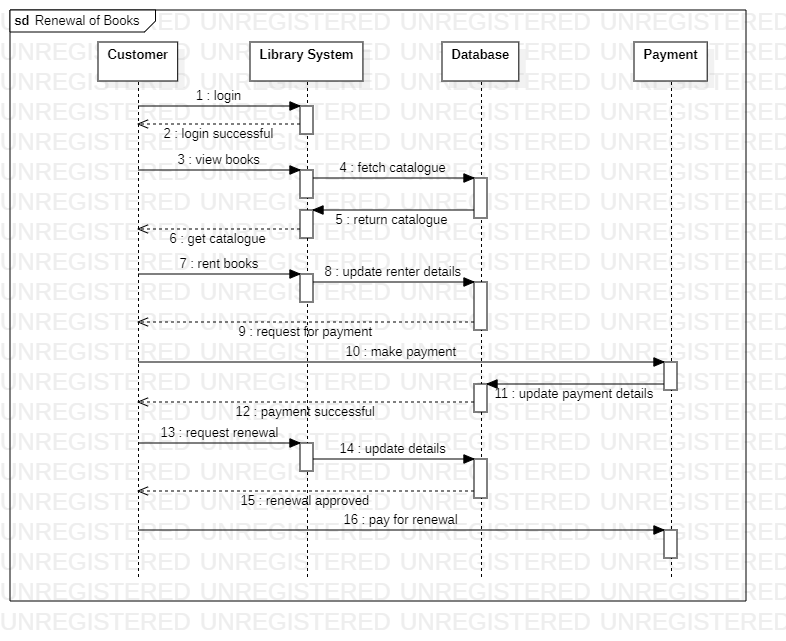 sd Renewal of Books
Customer
Library System
Database
Payment
1 : login
2 : login successful
3 : view books
4 : fetch catalogue
5 : return catalogue
6 : get catalogue
7 : rent books
8 : update renter details
9 : request for payment
10 : make payment
11 : update payment details
12 : payment successful
13 : request renewal
14 : update details
15 : renewal approved
16 : pay for renewal
UNREGISTERED UNREGISTERED UNREGISTERED UNREGISTERED